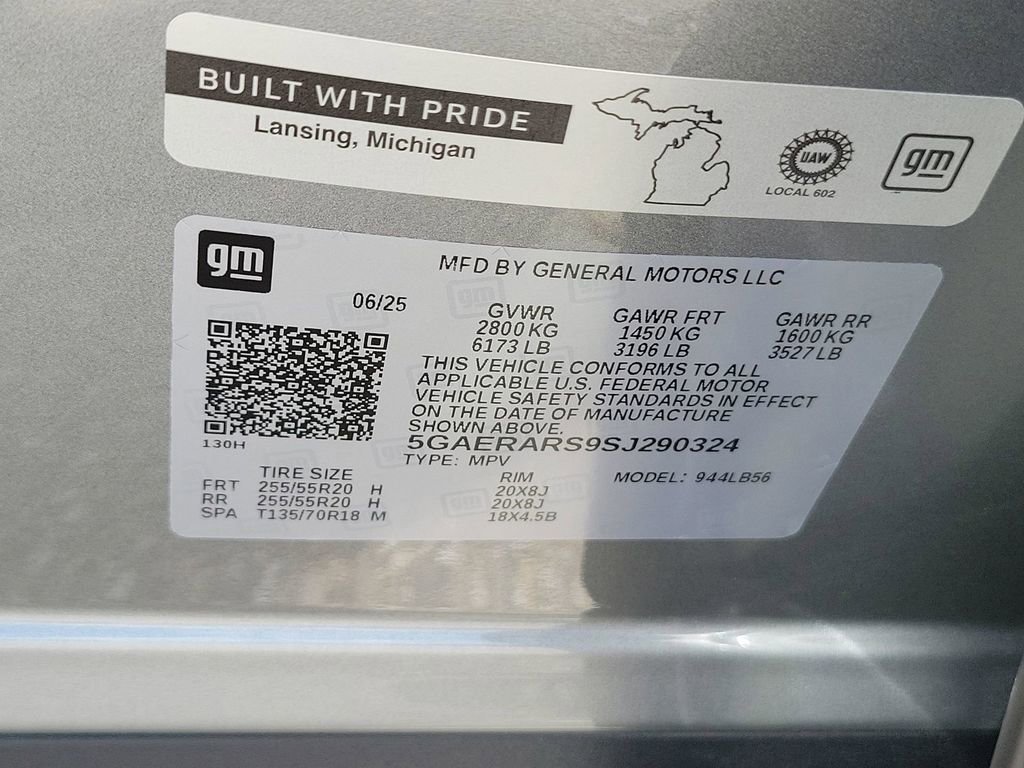 BUILT WITH PRIDE
Lansing, Michigan
UAW
LOCAL 602
gm
gm
MFD BY GENERAL MOTORS LLC
06/25
GVWR GAWR FRT GAWR RR
2800 KG 1450 KG 1600 KG
6173 LB 3196 LB 3527 LB
THIS VEHICLE CONFORMS TO ALL
APPLICABLE U.S. FEDERAL MOTOR
VEHICLE SAFETY STANDARDS IN EFFECT
ON THE DATE OF MANUFACTURE
SHOWN ABOVE.
130H
5GAERARS9SJ290324
TYPE: MPV
TIRE SIZE RIM MODEL: 944LB56
FRT 255/55R20 H 20X8J
RR 255/55R20 H 20X8J
SPA T135/70R18 M 18X4.5B